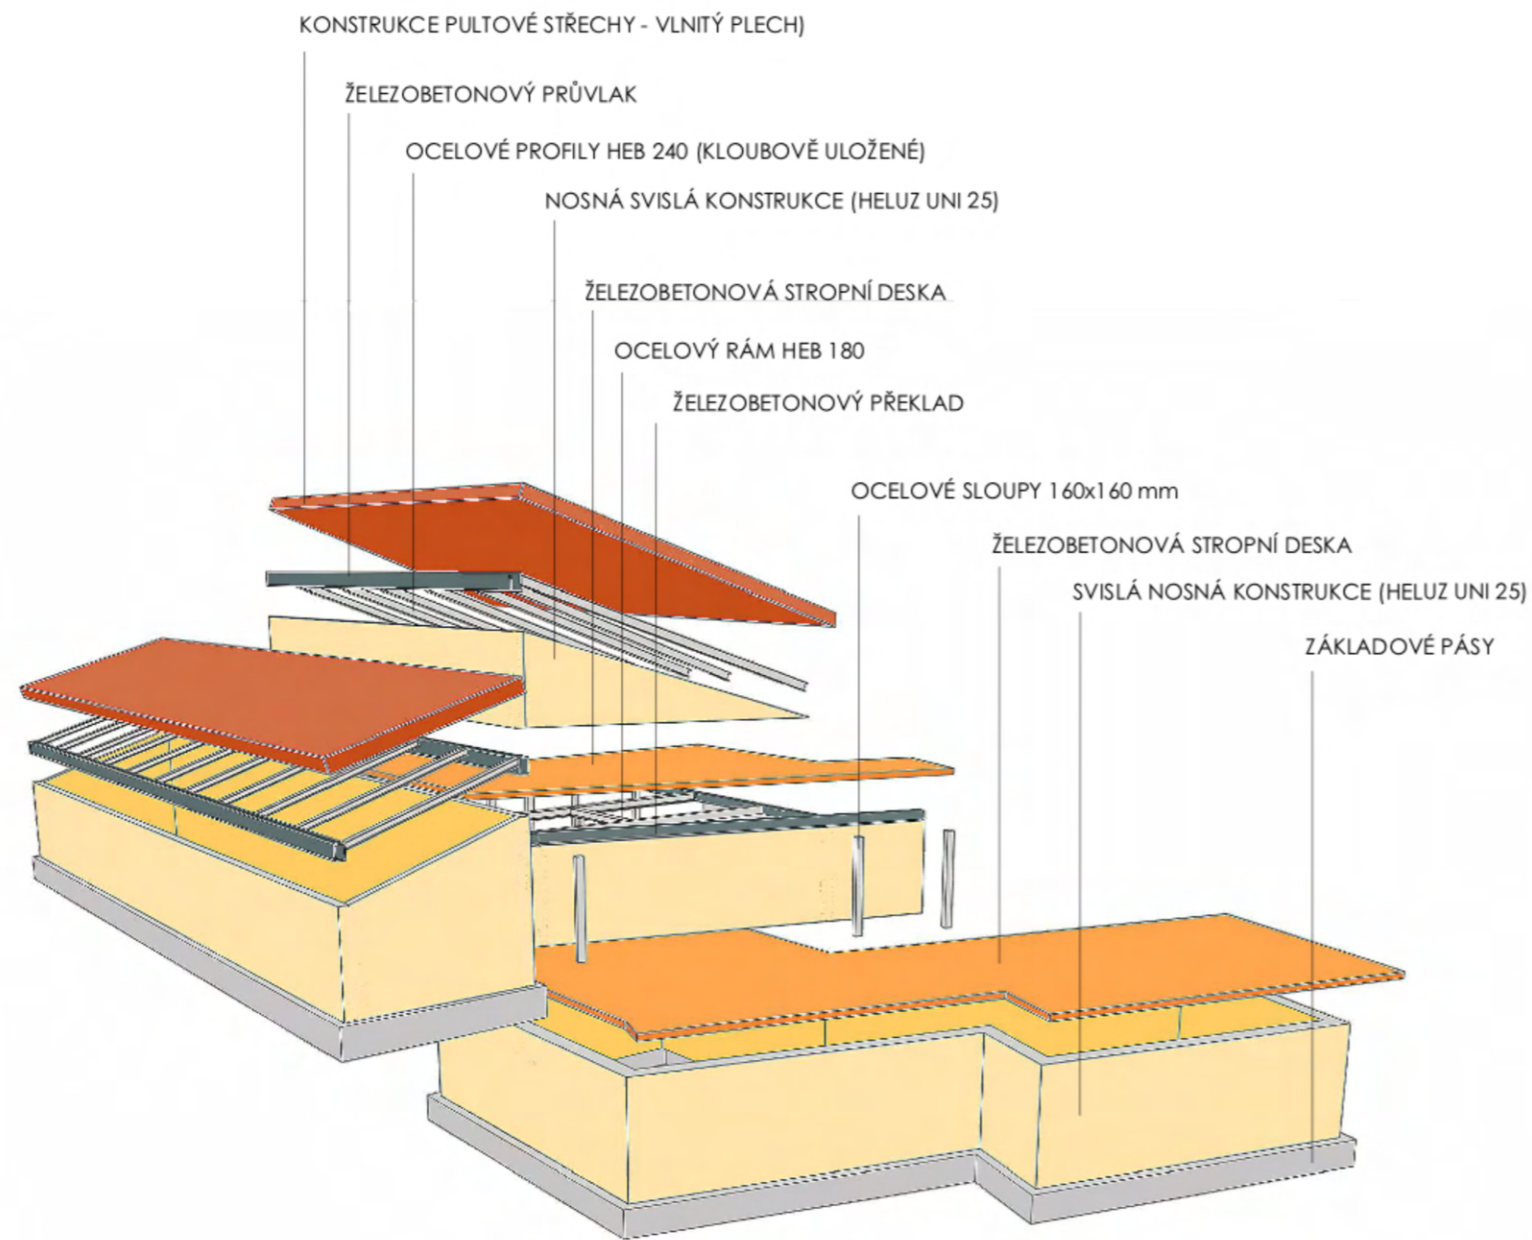 KONSTRUKCE PULTOVÉ STŘECHY - VLNITÝ PLECH)
ŽELEZOBETONOVÝ PRŮVLAK
OCELOVÉ PROFILY HEB 240 (KLOUBOVĚ ULOŽENÉ)
NOSNÁ SVISLÁ KONSTRUKCE (HELUZ UNI 25)
ŽELEZOBETONOVÁ STROPNÍ DESKA
OCELOVÝ RÁM HEB 180
ŽELEZOBETONOVÝ PŘEKLAD
OCELOVÉ SLOUPY 160x160 mm
ŽELEZOBETONOVÁ STROPNÍ DESKA
SVISLÁ NOSNÁ KONSTRUKCE (HELUZ UNI 25)
ZÁKLADOVÉ PÁSY